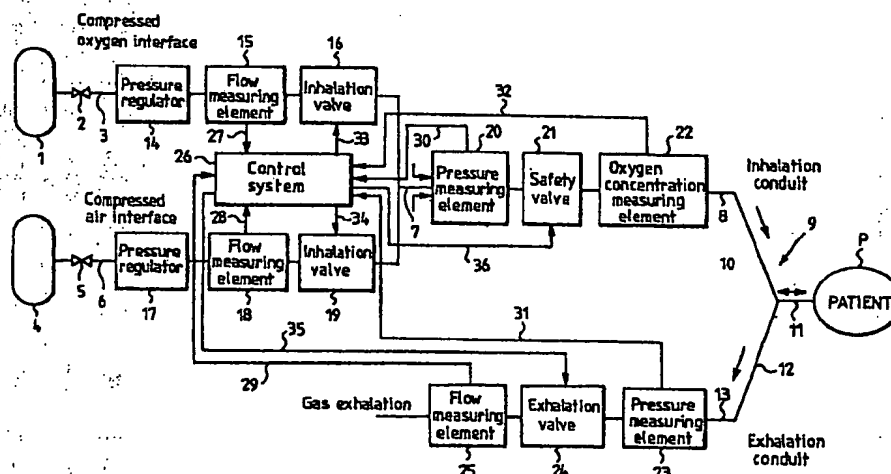 Compressed
oxygen interface
15
16
Pressure
regulator
Flow
measuring
element
Inhalation
valve
32
1
2
3
14
27
33
30
20
21
22
26
Control
system
Pressure
measuring
element
Safety
valve
Oxygen
concentration
measuring
element
Inhalation
conduit
Compressed
air interface
28
34
7
8
9
10
P
PATIENT
Pressure
regulator
Flow
measuring
element
Inhalation
valve
36
4
5
6
17
18
19
11
35
31
12
29
Gas exhalation
Flow
measuring
element
Exhalation
valve
Pressure
measuring
element
13
Exhalation
conduit
25